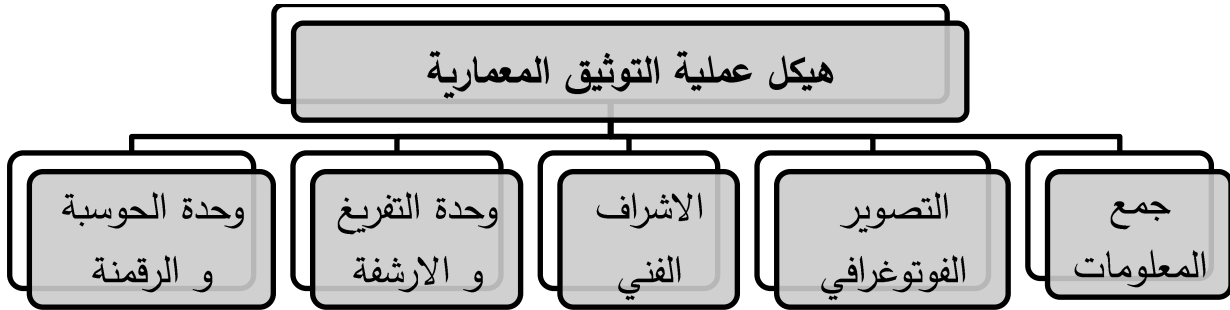 هيكل عملية التوثيق المعمارية
جمع
المعلومات
التصوير
الفوتوغرافي
الاشراف
الفني
وحدة التفريغ
و الارشفة
وحدة الحوسبة
و الرقمنة